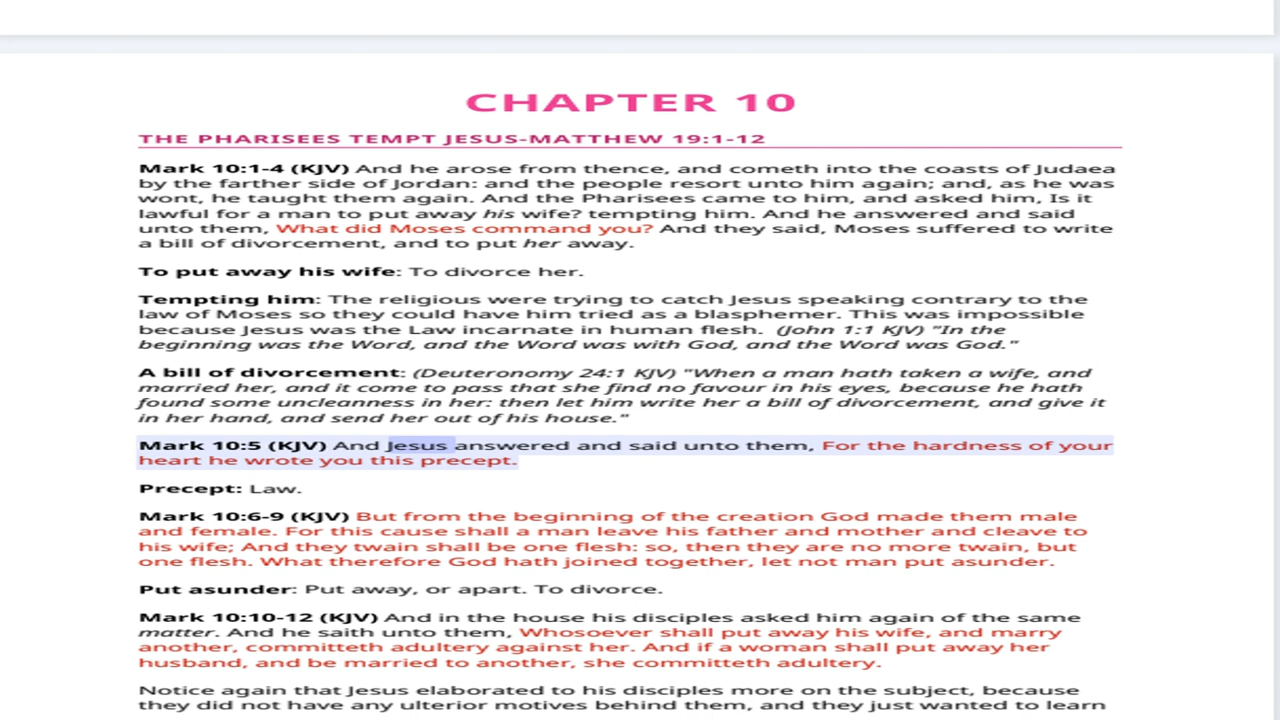 CHAPTER 10
THE PHARISEES TEMPT JESUS-MATTHEW 19:1-12
Mark 10:1-4 (KJV) And he arose from thence, and cometh into the coasts of Judaea
by the farther side of Jordan: and the people resort unto him again; and, as he was
wont, he taught them again. And the Pharisees came to him, and asked him, Is it
lawful for a man to put away his wife? tempting him. And he answered and said
unto them, What did Moses command you? And they said, Moses suffered to write
a bill of divorcement, and to put her away.
To put away his wife: To divorce her.
Tempting him: The religious were trying to catch Jesus speaking contrary to the
law of Moses so they could have him tried as a blasphemer. This was impossible
because Jesus was the Law incarnate in human flesh. (John 1:1 KJV) "In the
beginning was the Word, and the Word was with God, and the Word was God."
A bill of divorcement: (Deuteronomy 24:1 KJV) "When a man hath taken a wife, and
married her, and it come to pass that she find no favour in his eyes, because he hath
found some uncleanness in her: then let him write her a bill of divorcement, and give it
in her hand, and send her out of his house."
Mark 10:5 (KJV) And Jesus answered and said unto them, For the hardness of your
heart he wrote you this precept.
Precept: Law.
Mark 10:6-9 (KJV) But from the beginning of the creation God made them male
and female. For this cause shall a man leave his father and mother and cleave to
his wife; And they twain shall be one flesh: so, then they are no more twain, but
one flesh. What therefore God hath joined together, let not man put asunder.
Put asunder: Put away, or apart. To divorce.
Mark 10:10-12 (KJV) And in the house his disciples asked him again of the same
matter. And he saith unto them, Whosoever shall put away his wife, and marry
another, committeth adultery against her. And if a woman shall put away her
husband, and be married to another, she committeth adultery.
Notice again that Jesus elaborated to his disciples more on the subject, because
they did not have any ulterior motives behind them, and they just wanted to learn